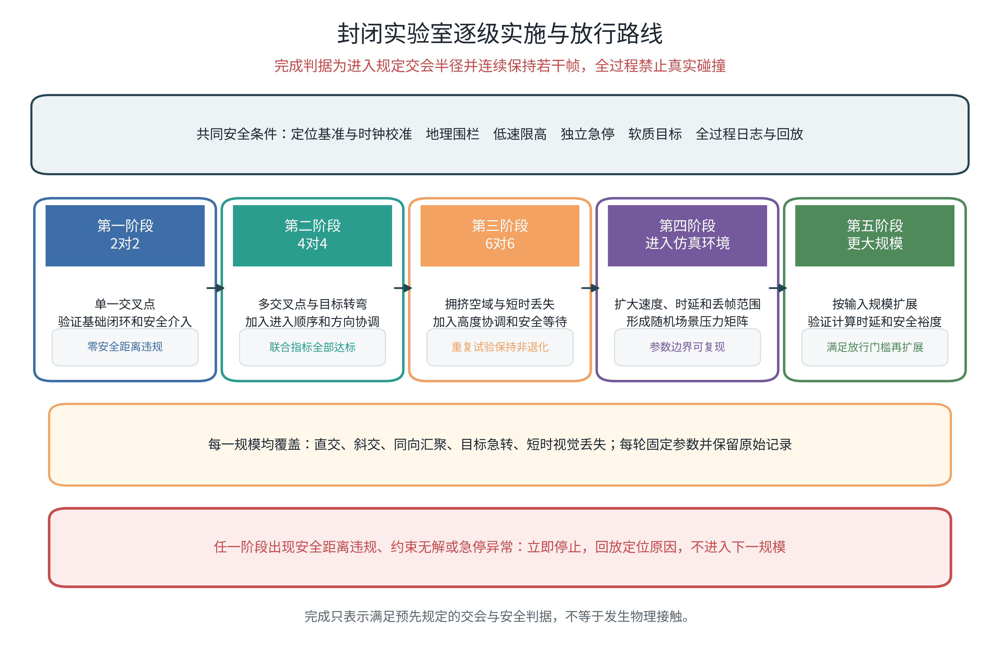 封闭实验室逐级实施与放行路线
完成判据为进入规定交会半径并连续保持若干帧，全过程禁止真实碰撞
共同安全条件：定位基准与时钟校准　地理围栏　低速限高　独立急停　软质目标　全过程日志与回放
第一阶段
2对2
单一交叉点
验证基础闭环和安全介入
零安全距离违规
第二阶段
4对4
多交叉点与目标转弯
加入进入顺序和方向协调
联合指标全部达标
第三阶段
6对6
拥挤空域与短时丢失
加入高度协调和安全等待
重复试验保持非退化
第四阶段
进入仿真环境
扩大速度、时延和丢帧范围
形成随机场景压力矩阵
参数边界可复现
第五阶段
更大规模
按输入规模扩展
验证计算时延和安全裕度
满足放行门槛再扩展
每一规模均覆盖：直交、斜交、同向汇聚、目标急转、短时视觉丢失；每轮固定参数并保留原始记录
任一阶段出现安全距离违规、约束无解或急停异常：立即停止，回放定位原因，不进入下一规模
完成只表示满足预先规定的交会与安全判据，不等于发生物理接触。